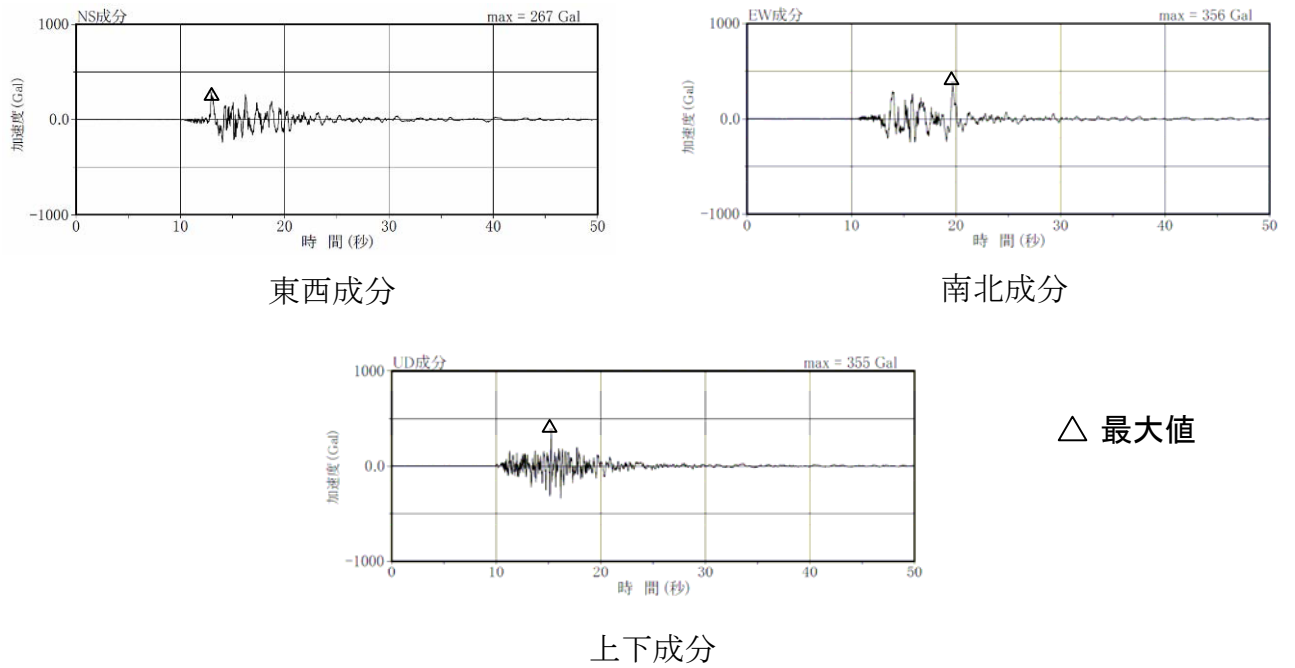 NS成分 max = 267 Gal
1000
0.0
-1000
加速度(Gal)
0 10 20 30 40 50
時 間(秒)
東西成分
EW成分 max = 356 Gal
1000
0.0
-1000
加速度(Gal)
0 10 20 30 40 50
時 間(秒)
南北成分
UD成分 max = 355 Gal
1000
0.0
-1000
加速度(Gal)
0 10 20 30 40 50
時 間(秒)
上下成分
△ 最大値